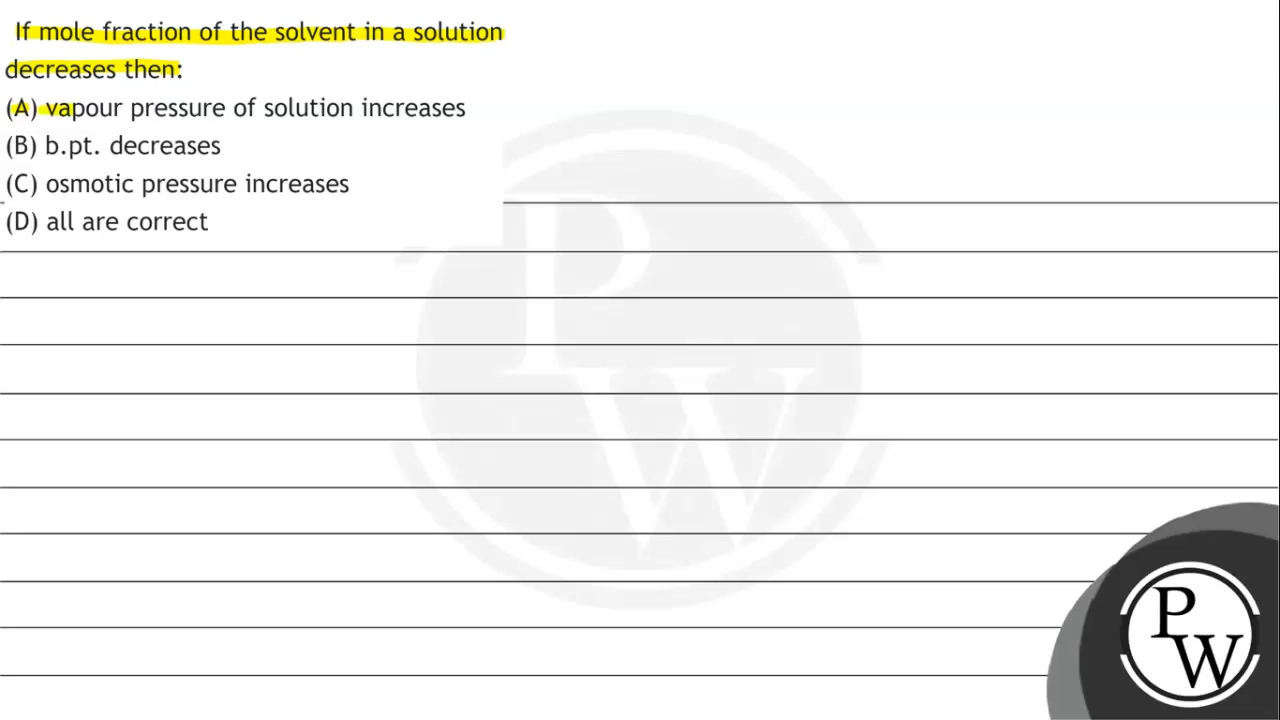 If mole fraction of the solvent in a solution
decreases then:
(A) vapour pressure of solution increases
(B) b.pt. decreases
(C) osmotic pressure increases
(D) all are correct
P
W
P
W